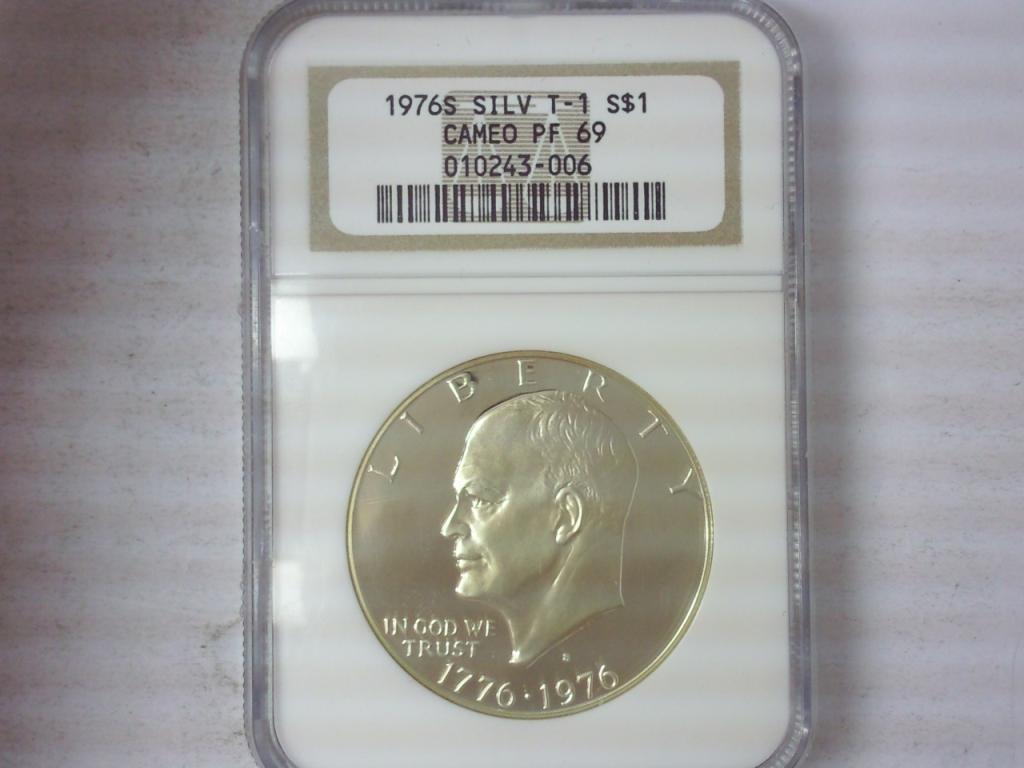 1976S SILV T-1 S$1
CAMEO PF 69
010243-006
LIBERTY
IN GOD WE
TRUST
S
1776·1976